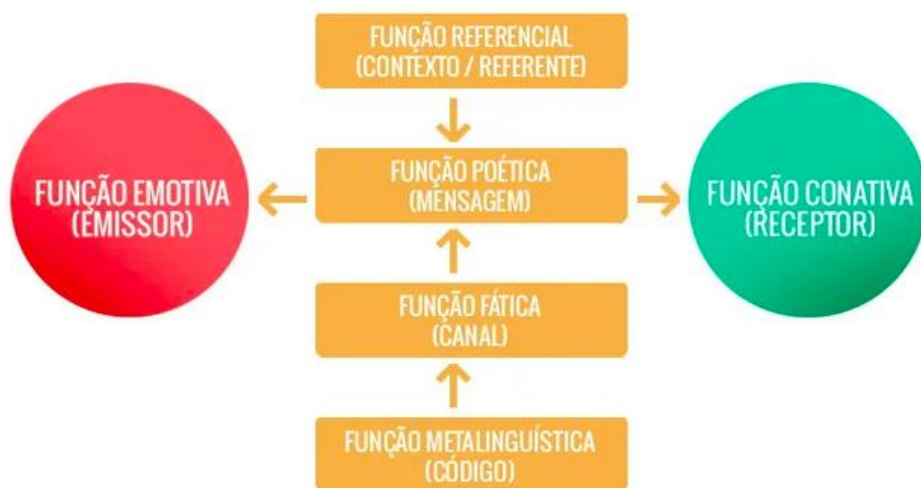 FUNÇÃO REFERENCIAL
(CONTEXTO / REFERENTE)
FUNÇÃO EMOTIVA
(EMISSOR)
FUNÇÃO POÉTICA
(MENSAGEM)
FUNÇÃO CONATIVA
(RECEPTOR)
FUNÇÃO FÁTICA
(CANAL)
FUNÇÃO METALINGUÍSTICA
(CÓDIGO)